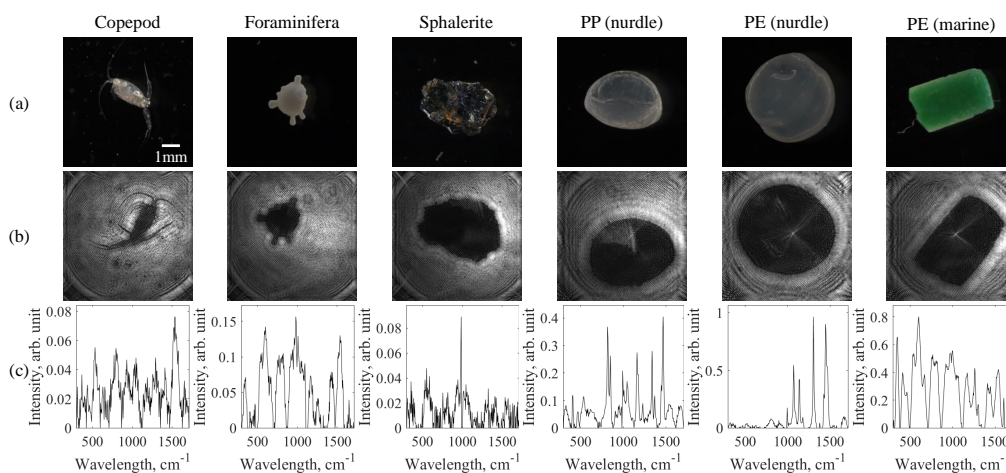 Copepod Foraminifera Sphalerite PP (nurdle) PE (nurdle) PE (marine)
(a)
1mm
(b)
(c)
Intensity, arb. unit
0.08
0.06
0.04
0.02
0
500 1000 1500
Wavelength, cm-1
Intensity, arb. unit
0.15
0.1
0.05
0
500 1000 1500
Wavelength, cm-1
Intensity, arb. unit
0.08
0.06
0.04
0.02
0
500 1000 1500
Wavelength, cm-1
Intensity, arb. unit
0.4
0.3
0.2
0.1
0
500 1000 1500
Wavelength, cm-1
Intensity, arb. unit
1
0.5
0
500 1000 1500
Wavelength, cm-1
Intensity, arb. unit
0.8
0.6
0.4
0.2
0
500 1000 1500
Wavelength, cm-1